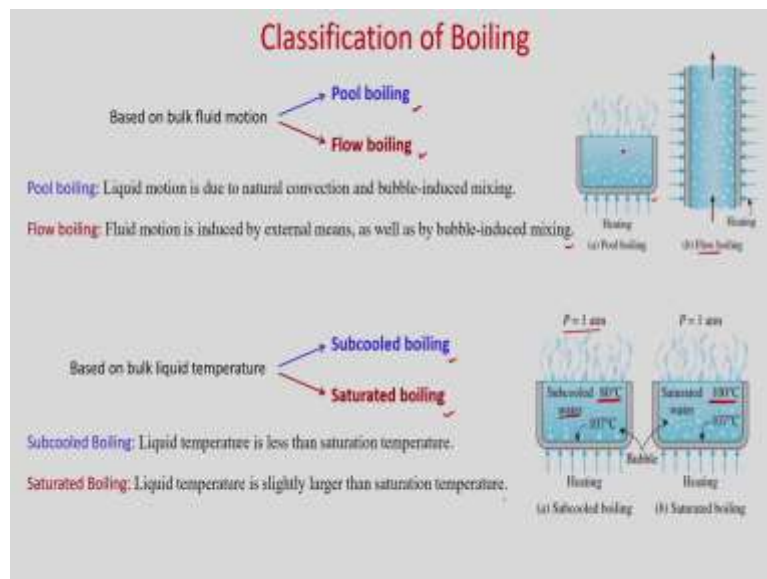 Classification of Boiling
Based on bulk fluid motion
Pool boiling
Flow boiling
Pool boiling: Liquid motion is due to natural convection and bubble-induced mixing.
Flow boiling: Fluid motion is induced by external means, as well as by bubble-induced mixing.
Heating
(a) Pool boiling
Heating
(b) Flow boiling
Based on bulk liquid temperature
Subcooled boiling
Saturated boiling
Subcooled Boiling: Liquid temperature is less than saturation temperature.
Saturated Boiling: Liquid temperature is slightly larger than saturation temperature.
P = 1 atm
Subcooled 80°C
water
107°C
Heating
(a) Subcooled boiling
Bubble
P = 1 atm
Saturated 100°C
water
107°C
Heating
(b) Saturated boiling